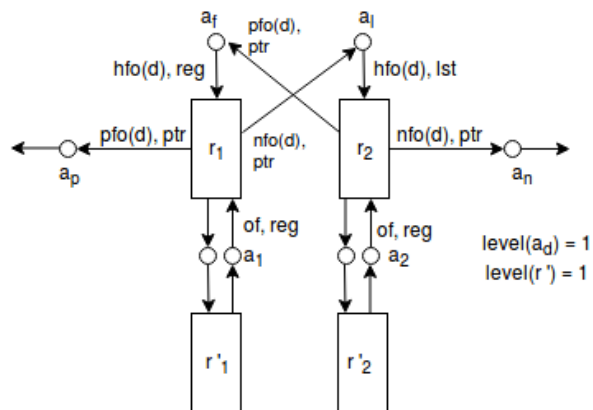 a_f
pfo(d),
ptr
a_l
hfo(d), reg
hfo(d), lst
pfo(d), ptr
r_1
nfo(d),
ptr
r_2
nfo(d), ptr
a_p
a_n
of, reg
of, reg
a_1
a_2
level(a_d) = 1
level(r ') = 1
r '_1
r '_2